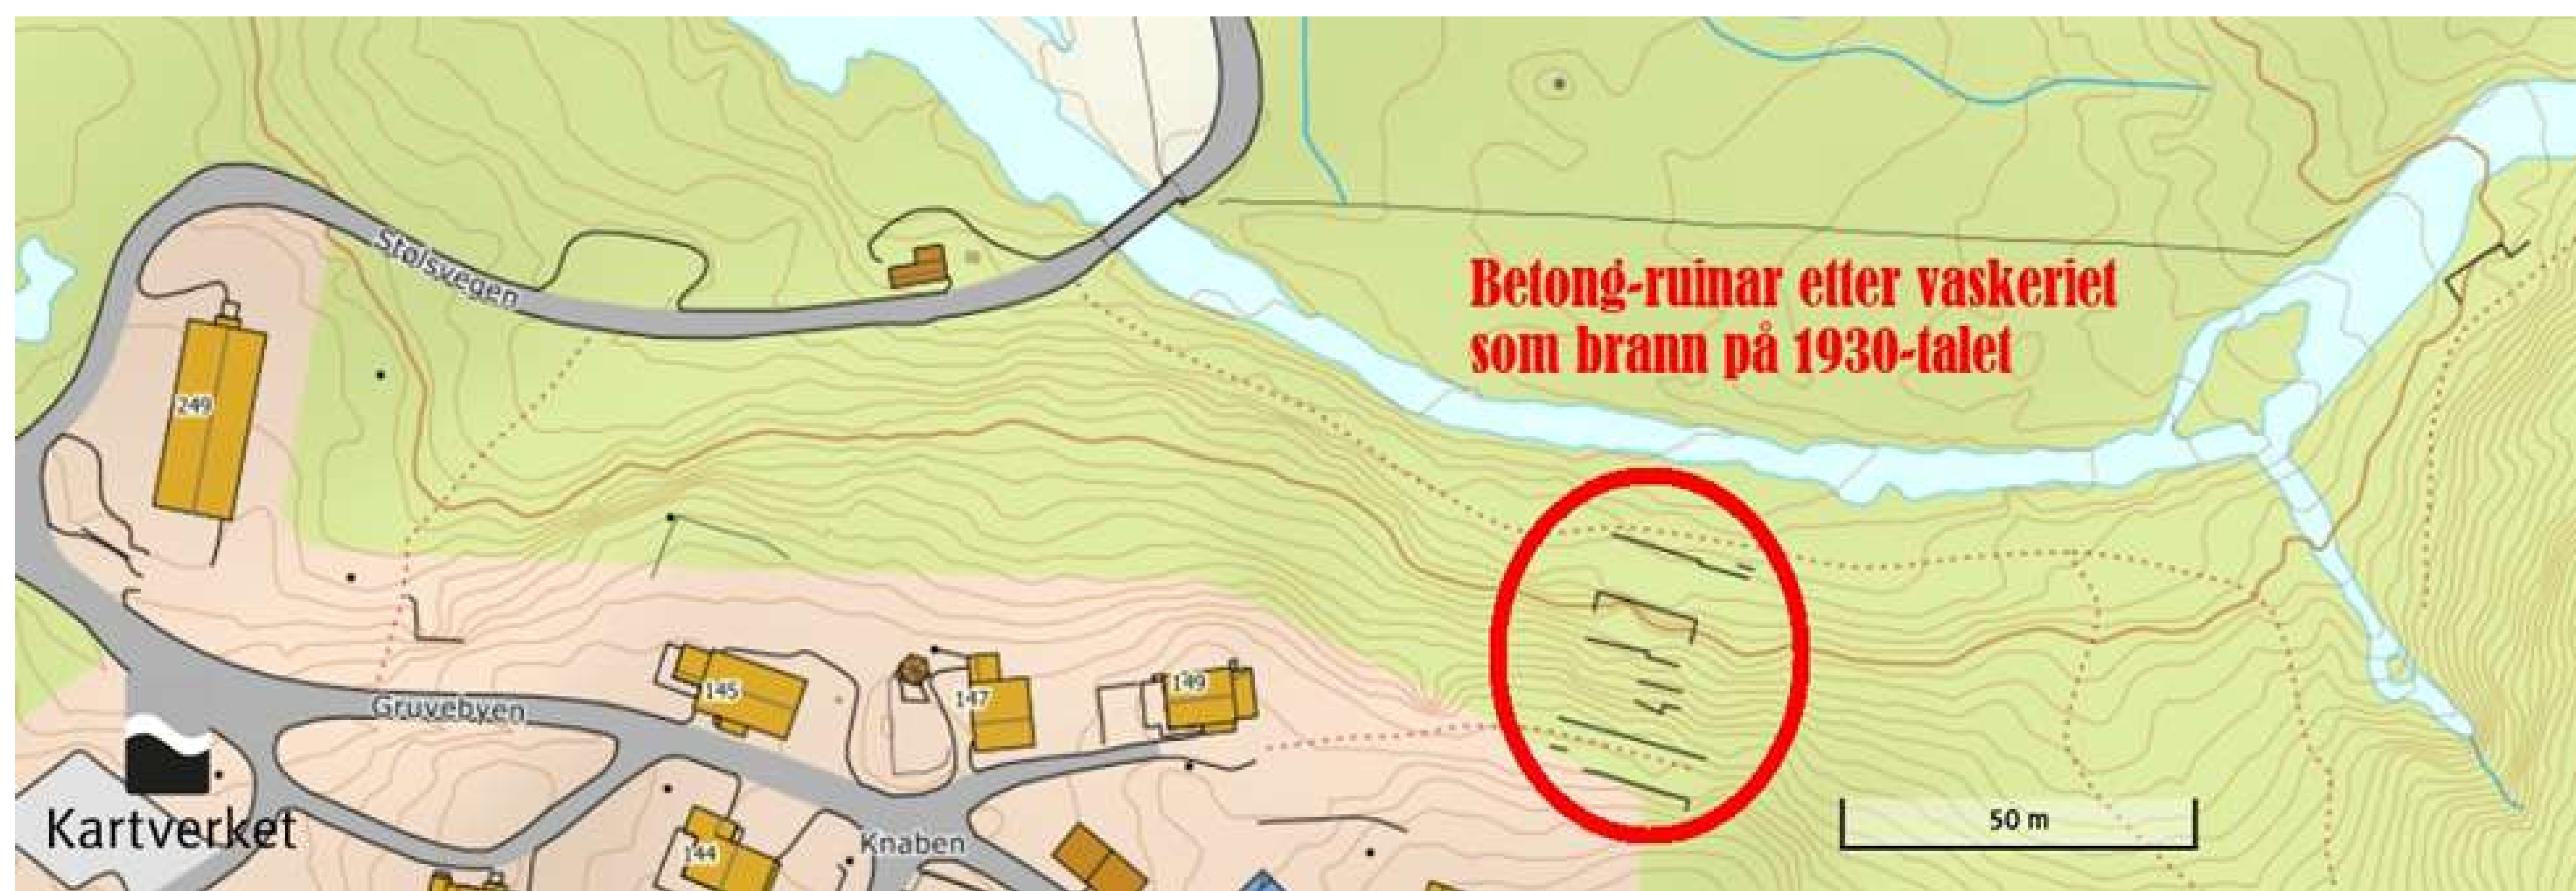 Stølsvegen
Betong-ruinar etter vaskeriet
som brann på 1930-talet
249
145
147
149
Gruvebyen
Kartverket
144
Knaben
50 m